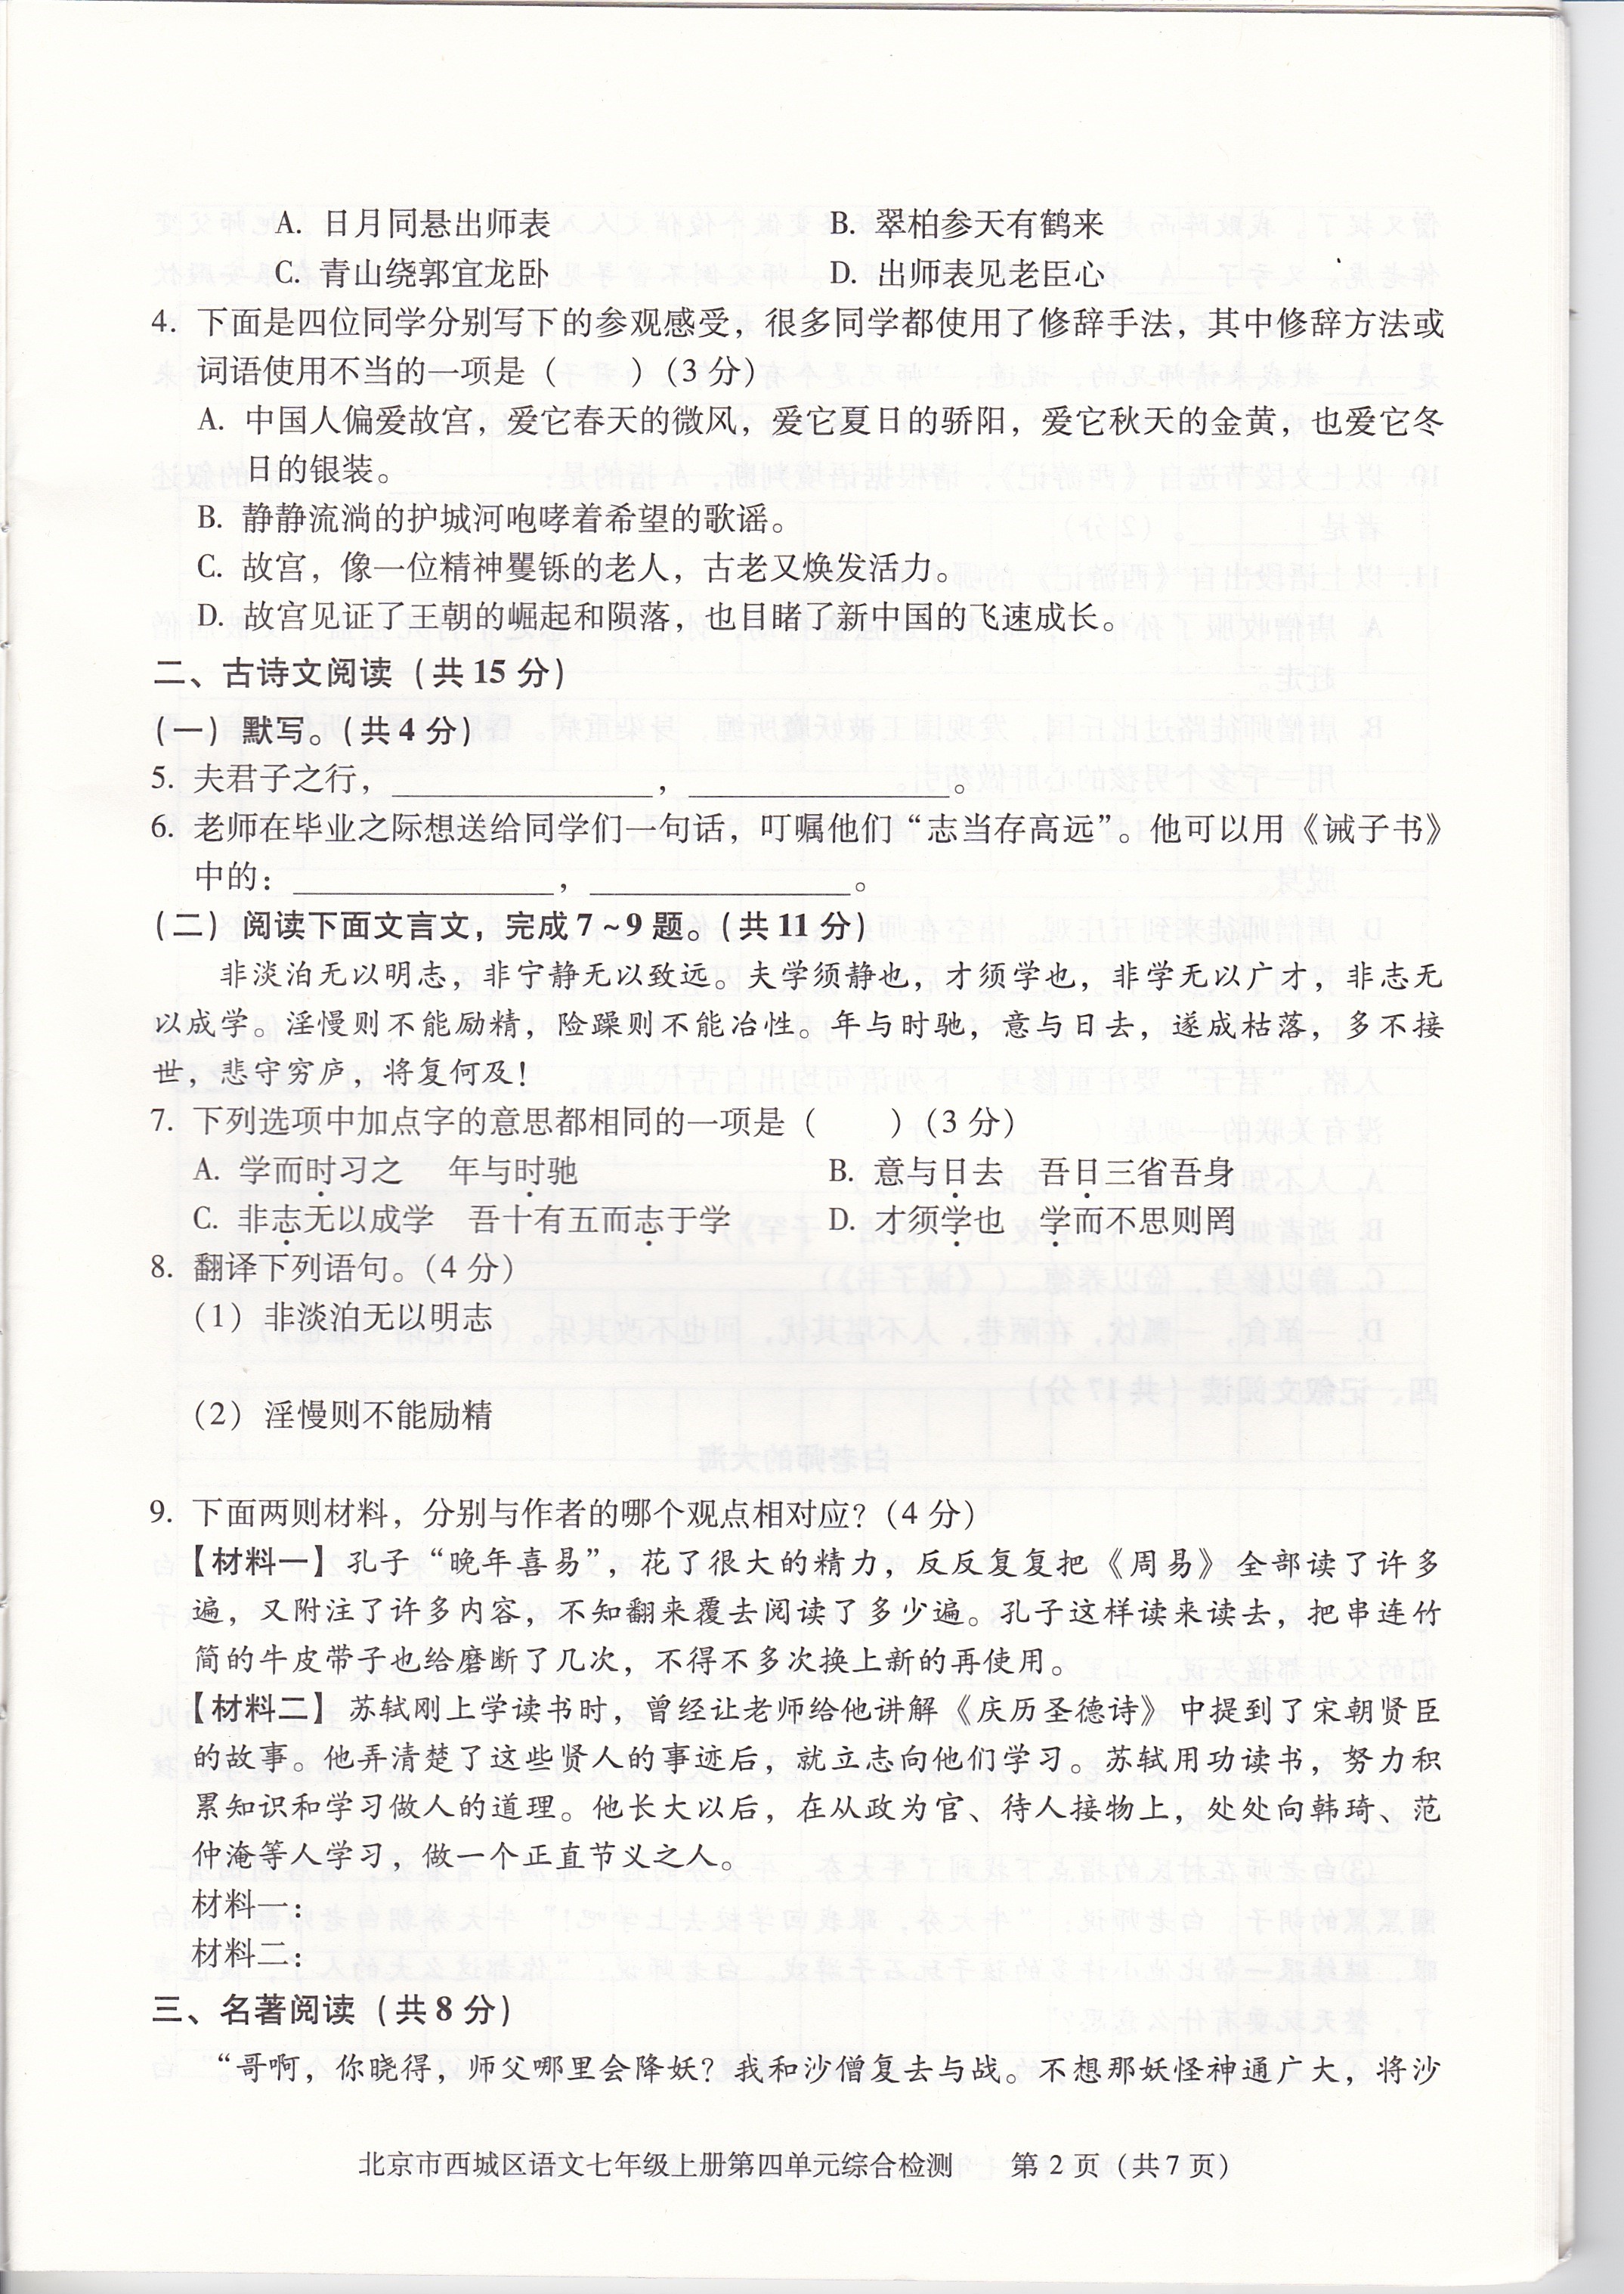 A. 日月同悬出师表 B. 翠柏参天有鹤来
C. 青山绕郭宜龙卧 D. 出师表见老臣心
4. 下面是四位同学分别写下的参观感受，很多同学都使用了修辞手法，其中修辞方法或
词语使用不当的一项是（ ）（3 分）
A. 中国人偏爱故宫，爱它春天的微风，爱它夏日的骄阳，爱它秋天的金黄，也爱它冬
日的银装。
B. 静静流淌的护城河咆哮着希望的歌谣。
C. 故宫，像一位精神矍铄的老人，古老又焕发活力。
D. 故宫见证了王朝的崛起和陨落，也目睹了新中国的飞速成长。
二、古诗文阅读（共 15 分）
（一）默写。（共 4 分）
5. 夫君子之行，________________，________________。
6. 老师在毕业之际想送给同学们一句话，叮嘱他们“志当存高远”。他可以用《诫子书》
中的：________________，________________。
（二）阅读下面文言文，完成 7～9 题。（共 11 分）
非淡泊无以明志，非宁静无以致远。夫学须静也，才须学也，非学无以广才，非志无
以成学。淫慢则不能励精，险躁则不能冶性。年与时驰，意与日去，遂成枯落，多不接
世，悲守穷庐，将复何及！
7. 下列选项中加点字的意思都相同的一项是（ ）（3 分）
A. 学而时习之 年与时驰 B. 意与日去 吾日三省吾身
C. 非志无以成学 吾十有五而志于学 D. 才须学也 学而不思则罔
8. 翻译下列语句。（4 分）
（1）非淡泊无以明志
（2）淫慢则不能励精
9. 下面两则材料，分别与作者的哪个观点相对应？（4 分）
【材料一】孔子“晚年喜易”，花了很大的精力，反反复复把《周易》全部读了许多
遍，又附注了许多内容，不知翻来覆去阅读了多少遍。孔子这样读来读去，把串连竹
简的牛皮带子也给磨断了几次，不得不多次换上新的再使用。
【材料二】苏轼刚上学读书时，曾经让老师给他讲解《庆历圣德诗》中提到了宋朝贤臣
的故事。他弄清楚了这些贤人的事迹后，就立志向他们学习。苏轼用功读书，努力积
累知识和学习做人的道理。他长大以后，在从政为官、待人接物上，处处向韩琦、范
仲淹等人学习，做一个正直节义之人。
材料一：
材料二：
三、名著阅读（共 8 分）
“哥啊，你晓得，师父哪里会降妖？我和沙僧复去与战。不想那妖怪神通广大，将沙
北京市西城区语文七年级上册第四单元综合检测 第 2 页（共 7 页）